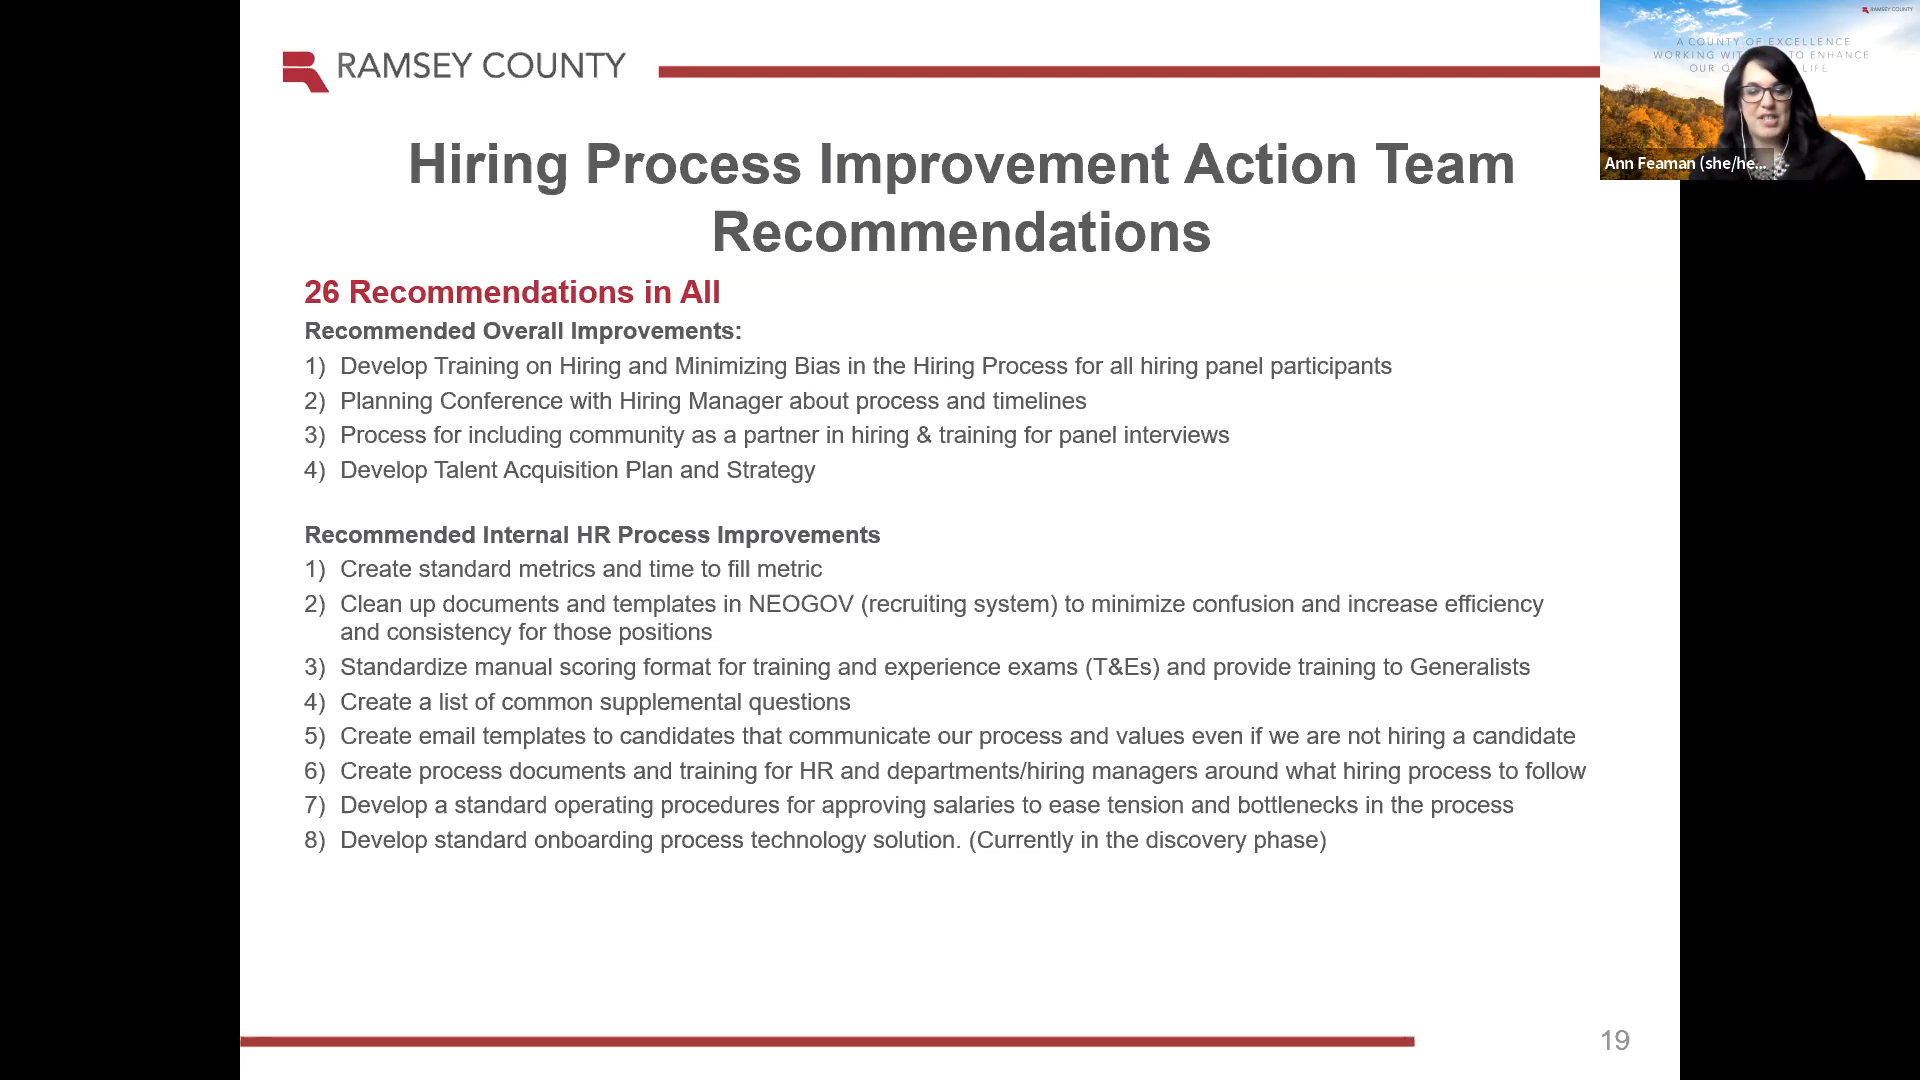 RAMSEY COUNTY
RAMSEY COUNTY
A COUNTY OF EXCELLENCE
WORKING TO ENHANCE
OUR LIFE
Ann Feaman (she/he...
Hiring Process Improvement Action Team
Recommendations
26 Recommendations in All
Recommended Overall Improvements:
1) Develop Training on Hiring and Minimizing Bias in the Hiring Process for all hiring panel participants
2) Planning Conference with Hiring Manager about process and timelines
3) Process for including community as a partner in hiring & training for panel interviews
4) Develop Talent Acquisition Plan and Strategy
Recommended Internal HR Process Improvements
1) Create standard metrics and time to fill metric
2) Clean up documents and templates in NEOGOV (recruiting system) to minimize confusion and increase efficiency
and consistency for those positions
3) Standardize manual scoring format for training and experience exams (T&Es) and provide training to Generalists
4) Create a list of common supplemental questions
5) Create email templates to candidates that communicate our process and values even if we are not hiring a candidate
6) Create process documents and training for HR and departments/hiring managers around what hiring process to follow
7) Develop a standard operating procedures for approving salaries to ease tension and bottlenecks in the process
8) Develop standard onboarding process technology solution. (Currently in the discovery phase)
19